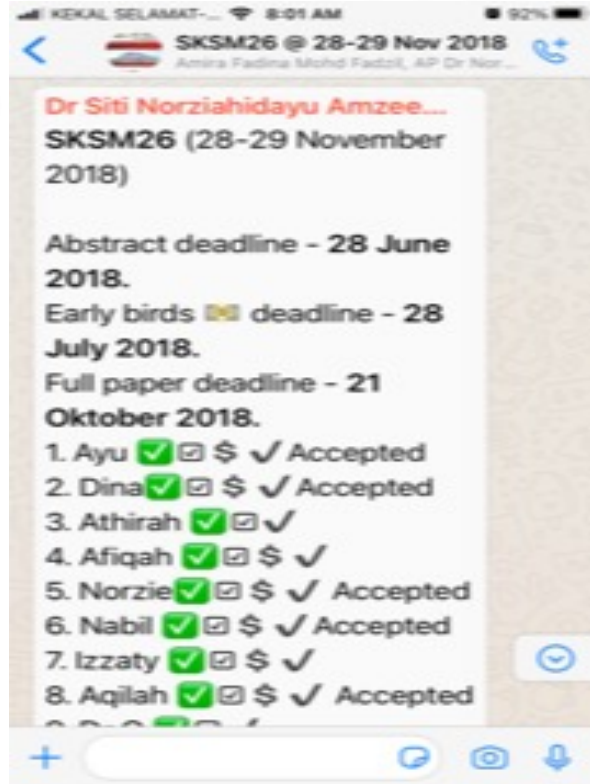 KEKAL SELAMAT-... 8:01 AM 92%
SKSM26 @ 28-29 Nov 2018
Amira Fadina Mohd Fadzil, AP Dr Nor...
Dr Siti Norziahidayu Amzee...
SKSM26 (28-29 November
2018)
Abstract deadline - 28 June
2018.
Early birds 🎫 deadline - 28
July 2018.
Full paper deadline - 21
Oktober 2018.
1. Ayu ✅☑$ ✓Accepted
2. Dina✅☑ $ ✓Accepted
3. Athirah ✅☑✓
4. Afiqah ✅☑ $ ✓
5. Norzie✅☑ $ ✓ Accepted
6. Nabil ✅☑ $ ✓Accepted
7. Izzaty ✅☑ $ ✓
8. Aqilah ✅☑ $ ✓ Accepted